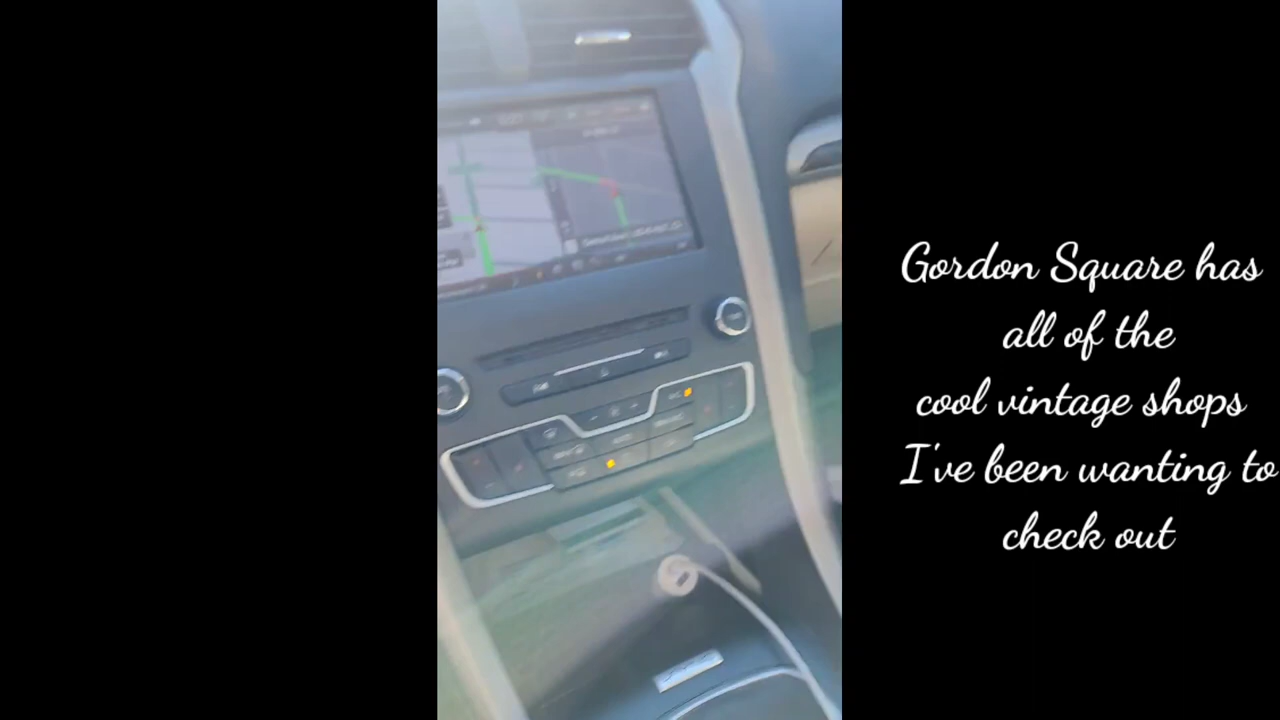 Gordon Square has
all of the
cool vintage shops
I've been wanting to
check out